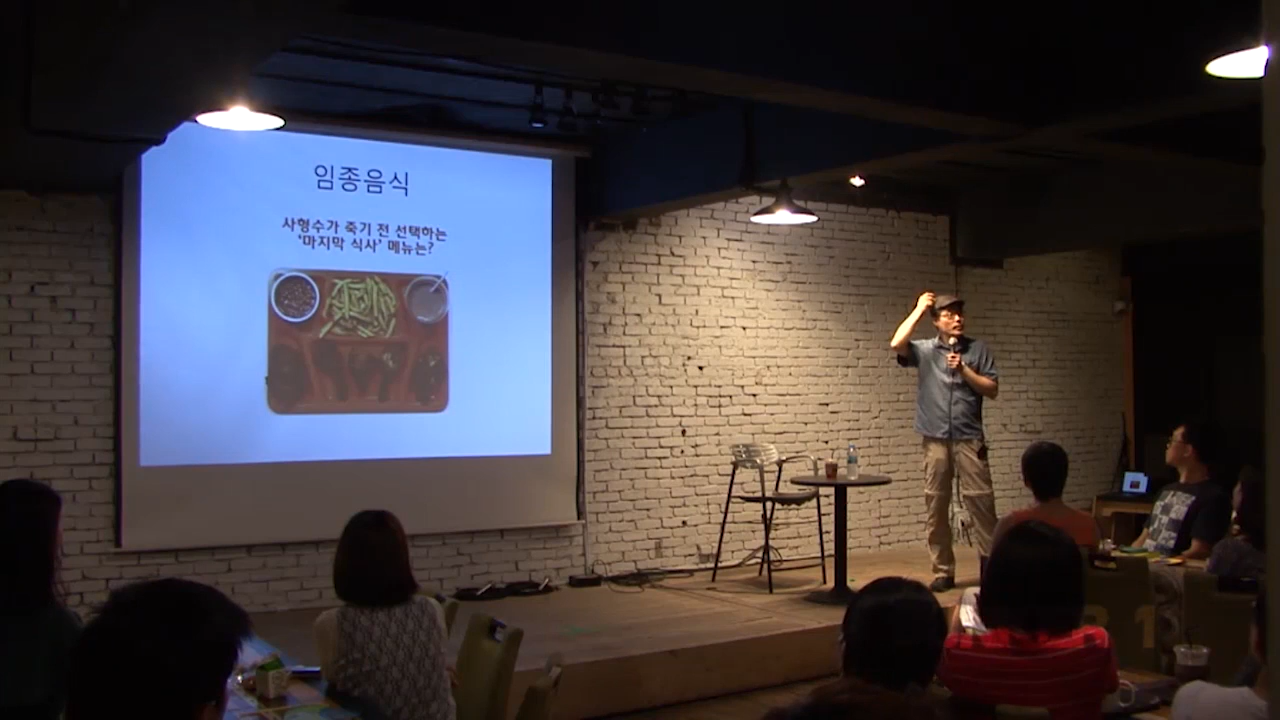 임종음식
사형수가 죽기 전 선택하는
'마지막 식사' 메뉴는?